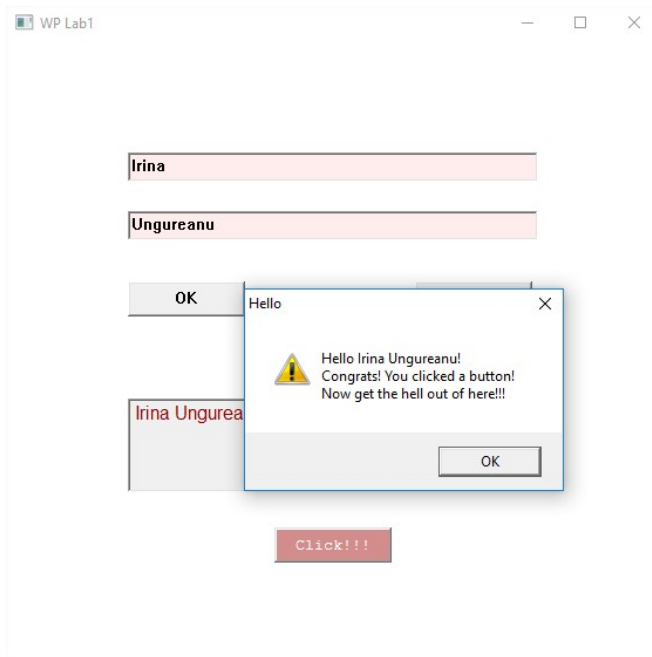 WP Lab1
Irina
Ungureanu
OK
Hello
Hello Irina Ungureanu!
Congrats! You clicked a button!
Now get the hell out of here!!!
OK
Irina Ungurea
Click!!!